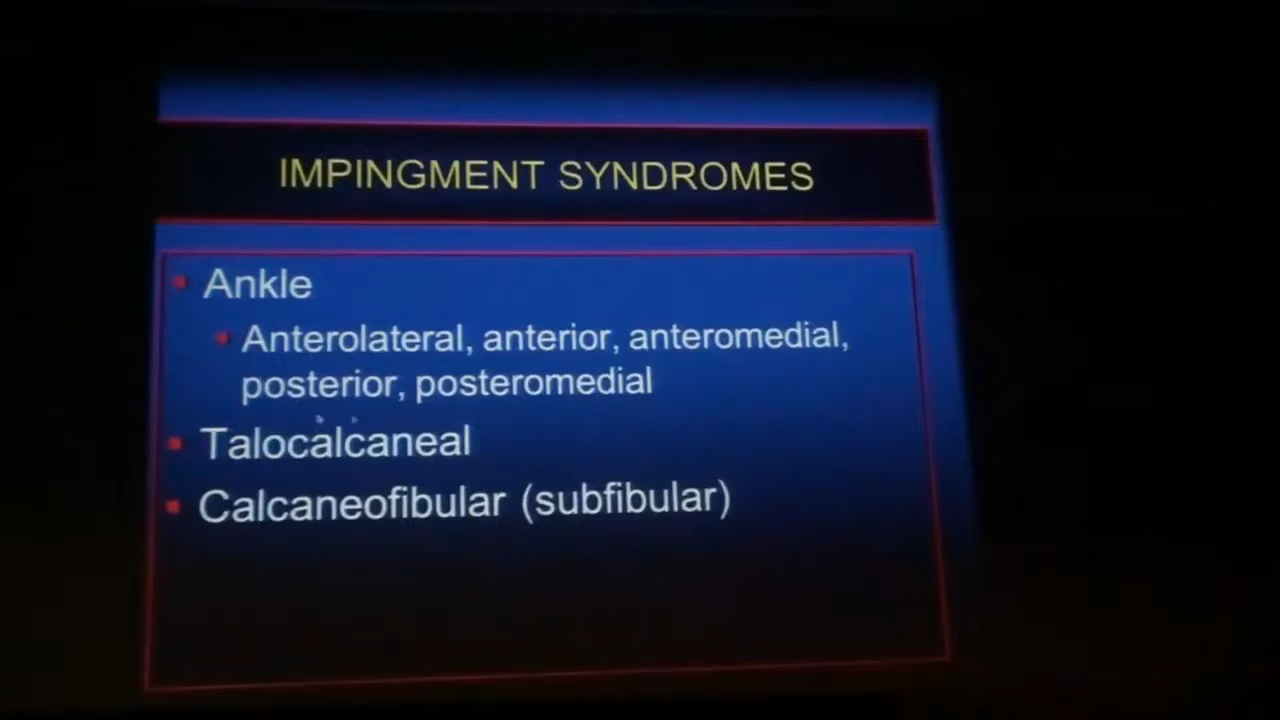 IMPINGMENT SYNDROMES
Ankle
Anterolateral, anterior, anteromedial,
posterior, posteromedial
Talocalcaneal
Calcaneofibular (subfibular)